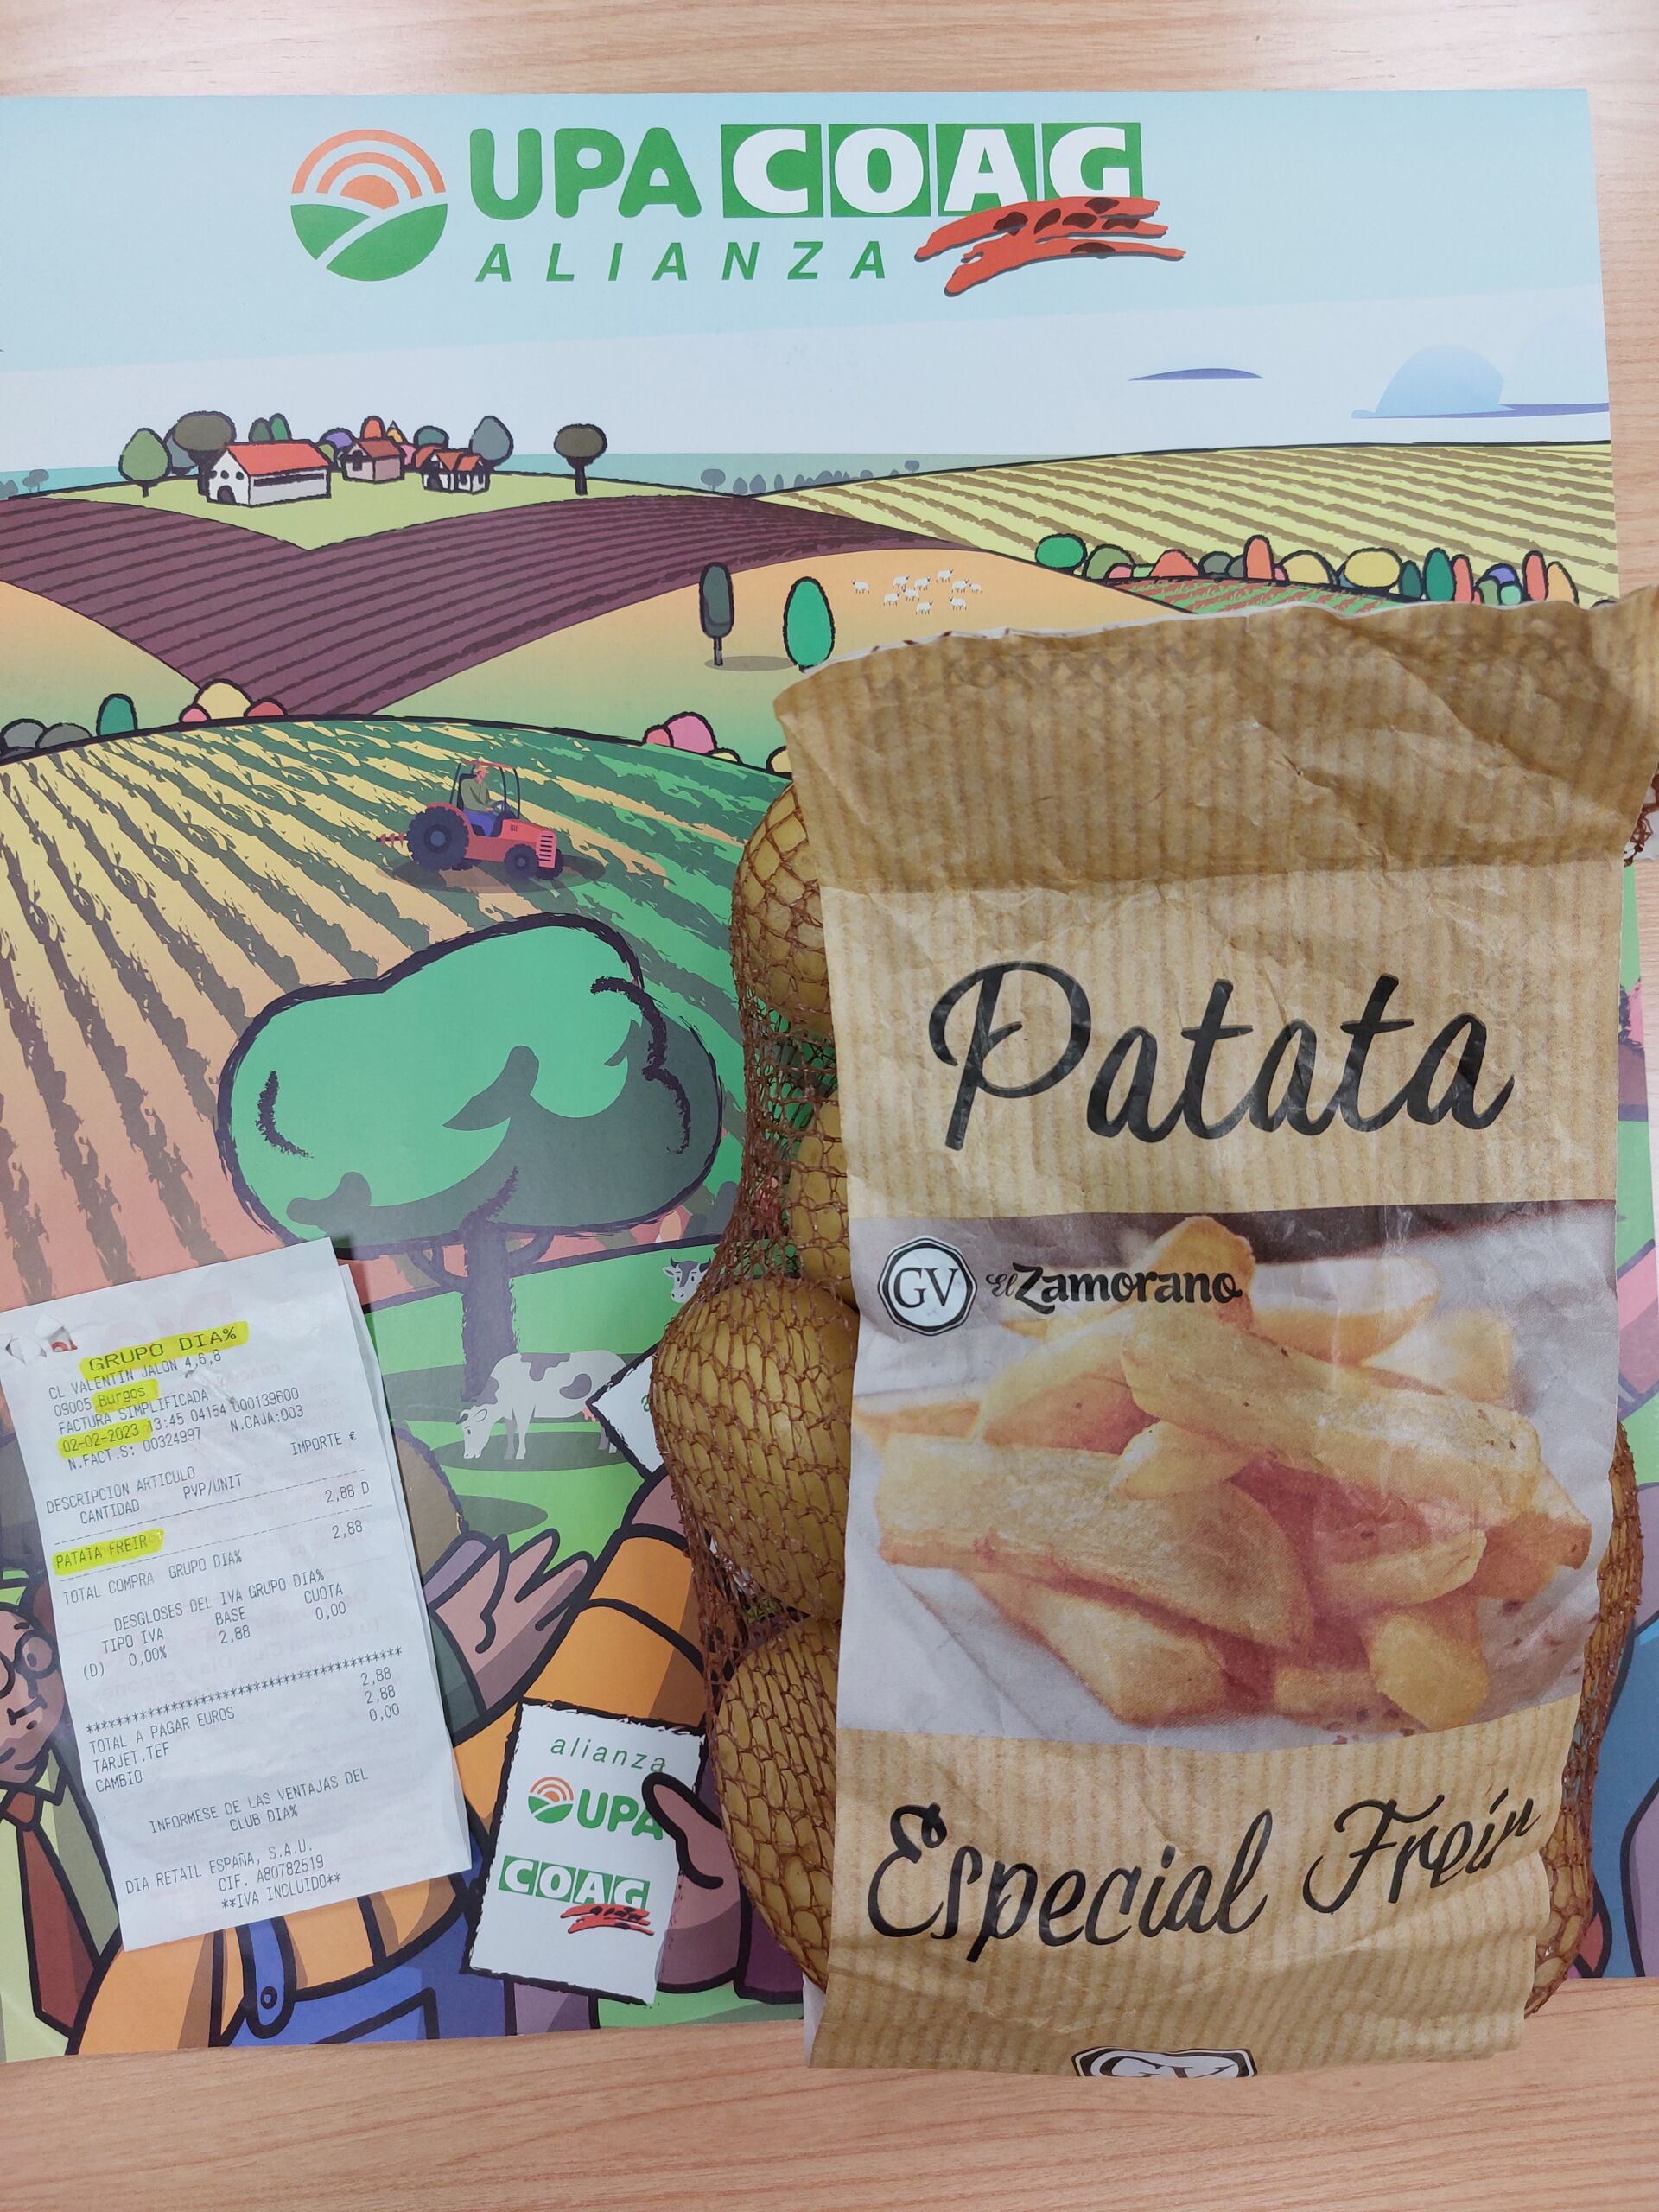 UPA COAG
ALIANZA
Patata
GV El Zamorano
Especial Freír
GV
GRUPO DIA%
CL VALENTIN JALON 4,6,8
09005 Burgos
FACTURA SIMPLIFICADA
02-02-2023 13:45 04154 000139600
N.FACT.S: 00324997 N.CAJA:003
IMPORTE €
DESCRIPCION ARTICULO
CANTIDAD PVP/UNIT
2,88 D
PATATA FREIR
2,88
TOTAL COMPRA GRUPO DIA%
DESGLOSES DEL IVA GRUPO DIA%
TIPO IVA BASE CUOTA
(D) 0,00% 2,88 0,00
****************************************
TOTAL A PAGAR EUROS 2,88
TARJET.TEF 2,88
CAMBIO 0,00
INFORMESE DE LAS VENTAJAS DEL
CLUB DIA%
DIA RETAIL ESPAÑA, S.A.U.
CIF. A80782519
**IVA INCLUIDO**
alianza
UPA
COAG